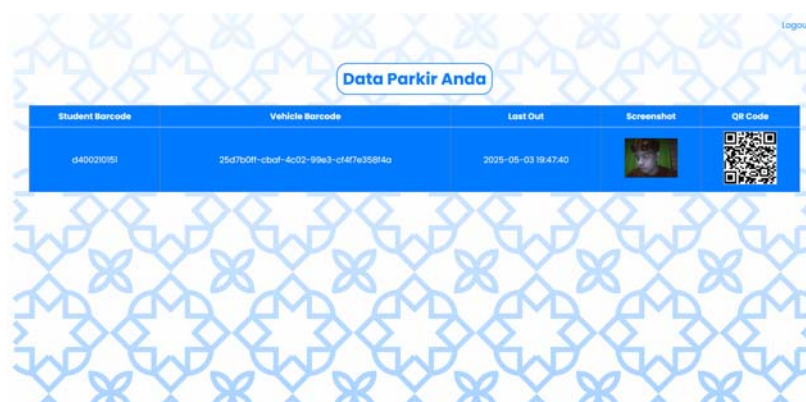 Logou
Data Parkir Anda
Student Barcode Vehicle Barcode Last Out Screenshot QR Code
d400210151 25d7b0ff-cbaf-4c02-99e3-cf4f7e358f4a 2025-05-03 19:47:40